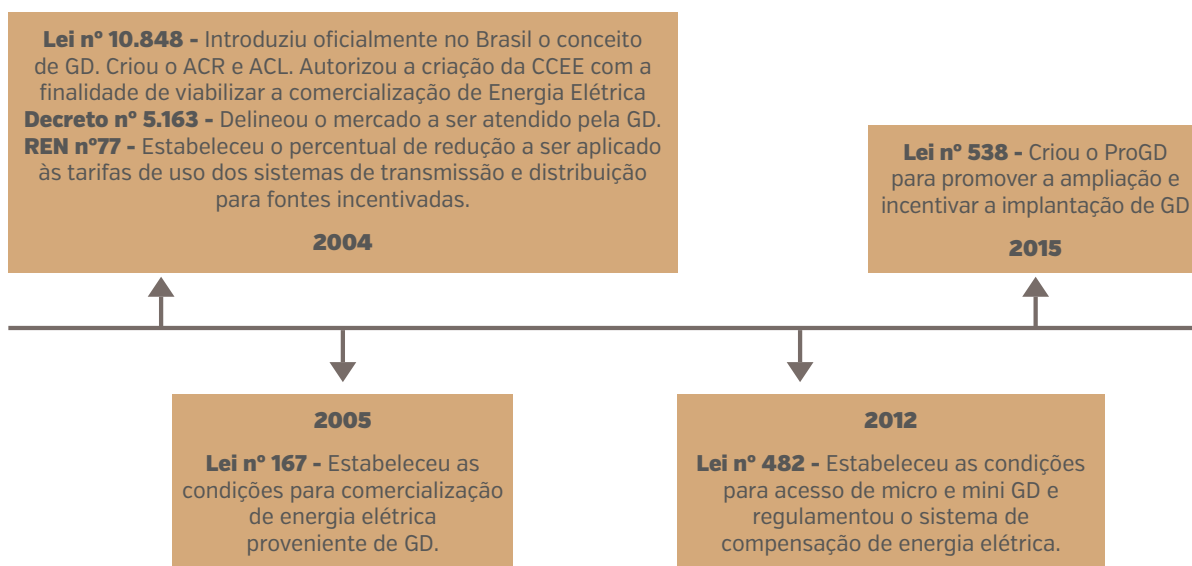 Lei nº 10.848 - Introduziu oficialmente no Brasil o conceito
de GD. Criou o ACR e ACL. Autorizou a criação da CCEE com a
finalidade de viabilizar a comercialização de Energia Elétrica
Decreto nº 5.163 - Delineou o mercado a ser atendido pela GD.
REN nº77 - Estabeleceu o percentual de redução a ser aplicado
às tarifas de uso dos sistemas de transmissão e distribuição
para fontes incentivadas.
2004
2005
Lei nº 167 - Estabeleceu as
condições para comercialização
de energia elétrica
proveniente de GD.
2012
Lei nº 482 - Estabeleceu as condições
para acesso de micro e mini GD e
regulamentou o sistema de
compensação de energia elétrica.
Lei nº 538 - Criou o ProGD
para promover a ampliação e
incentivar a implantação de GD
2015